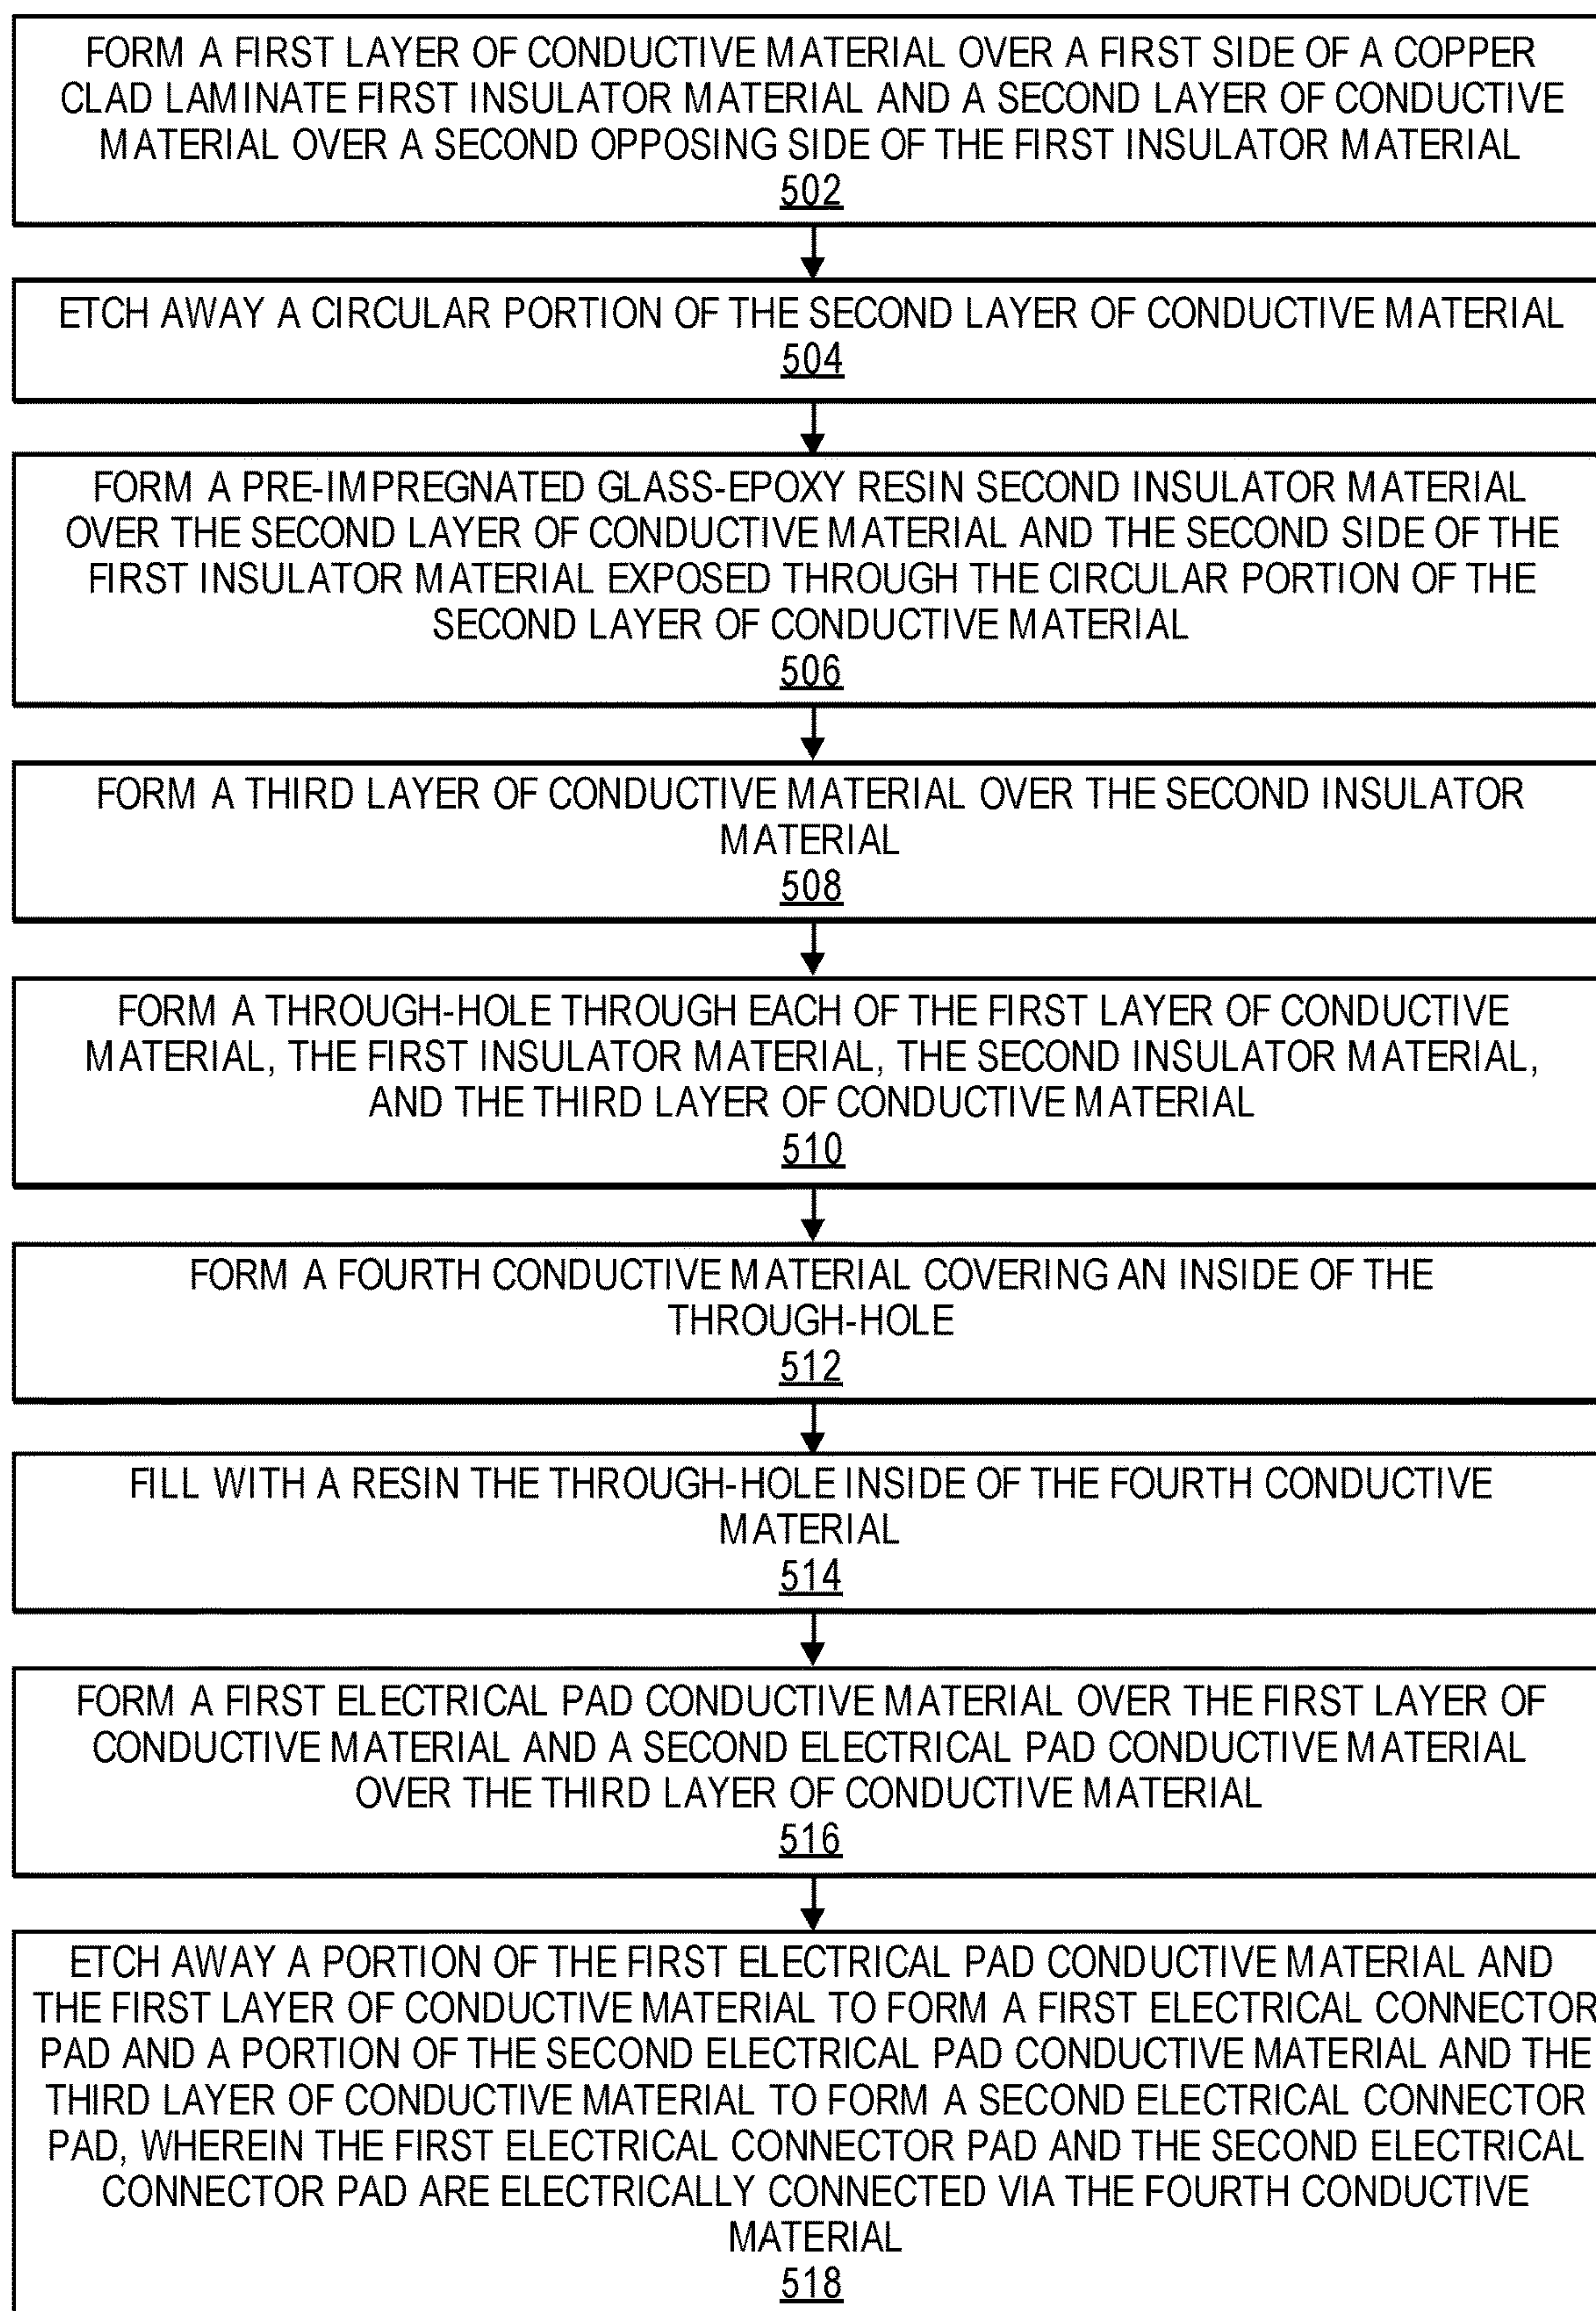 FORM A FIRST LAYER OF CONDUCTIVE MATERIAL OVER A FIRST SIDE OF A COPPER
CLAD LAMINATE FIRST INSULATOR MATERIAL AND A SECOND LAYER OF CONDUCTIVE
MATERIAL OVER A SECOND OPPOSING SIDE OF THE FIRST INSULATOR MATERIAL
502
ETCH AWAY A CIRCULAR PORTION OF THE SECOND LAYER OF CONDUCTIVE MATERIAL
504
FORM A PRE-IMPREGNATED GLASS-EPOXY RESIN SECOND INSULATOR MATERIAL
OVER THE SECOND LAYER OF CONDUCTIVE MATERIAL AND THE SECOND SIDE OF THE
FIRST INSULATOR MATERIAL EXPOSED THROUGH THE CIRCULAR PORTION OF THE
SECOND LAYER OF CONDUCTIVE MATERIAL
506
FORM A THIRD LAYER OF CONDUCTIVE MATERIAL OVER THE SECOND INSULATOR
MATERIAL
508
FORM A THROUGH-HOLE THROUGH EACH OF THE FIRST LAYER OF CONDUCTIVE
MATERIAL, THE FIRST INSULATOR MATERIAL, THE SECOND INSULATOR MATERIAL,
AND THE THIRD LAYER OF CONDUCTIVE MATERIAL
510
FORM A FOURTH CONDUCTIVE MATERIAL COVERING AN INSIDE OF THE
THROUGH-HOLE
512
FILL WITH A RESIN THE THROUGH-HOLE INSIDE OF THE FOURTH CONDUCTIVE
MATERIAL
514
FORM A FIRST ELECTRICAL PAD CONDUCTIVE MATERIAL OVER THE FIRST LAYER OF
CONDUCTIVE MATERIAL AND A SECOND ELECTRICAL PAD CONDUCTIVE MATERIAL
OVER THE THIRD LAYER OF CONDUCTIVE MATERIAL
516
ETCH AWAY A PORTION OF THE FIRST ELECTRICAL PAD CONDUCTIVE MATERIAL AND
THE FIRST LAYER OF CONDUCTIVE MATERIAL TO FORM A FIRST ELECTRICAL CONNECTOR
PAD AND A PORTION OF THE SECOND ELECTRICAL PAD CONDUCTIVE MATERIAL AND THE
THIRD LAYER OF CONDUCTIVE MATERIAL TO FORM A SECOND ELECTRICAL CONNECTOR
PAD, WHEREIN THE FIRST ELECTRICAL CONNECTOR PAD AND THE SECOND ELECTRICAL
CONNECTOR PAD ARE ELECTRICALLY CONNECTED VIA THE FOURTH CONDUCTIVE
MATERIAL
518